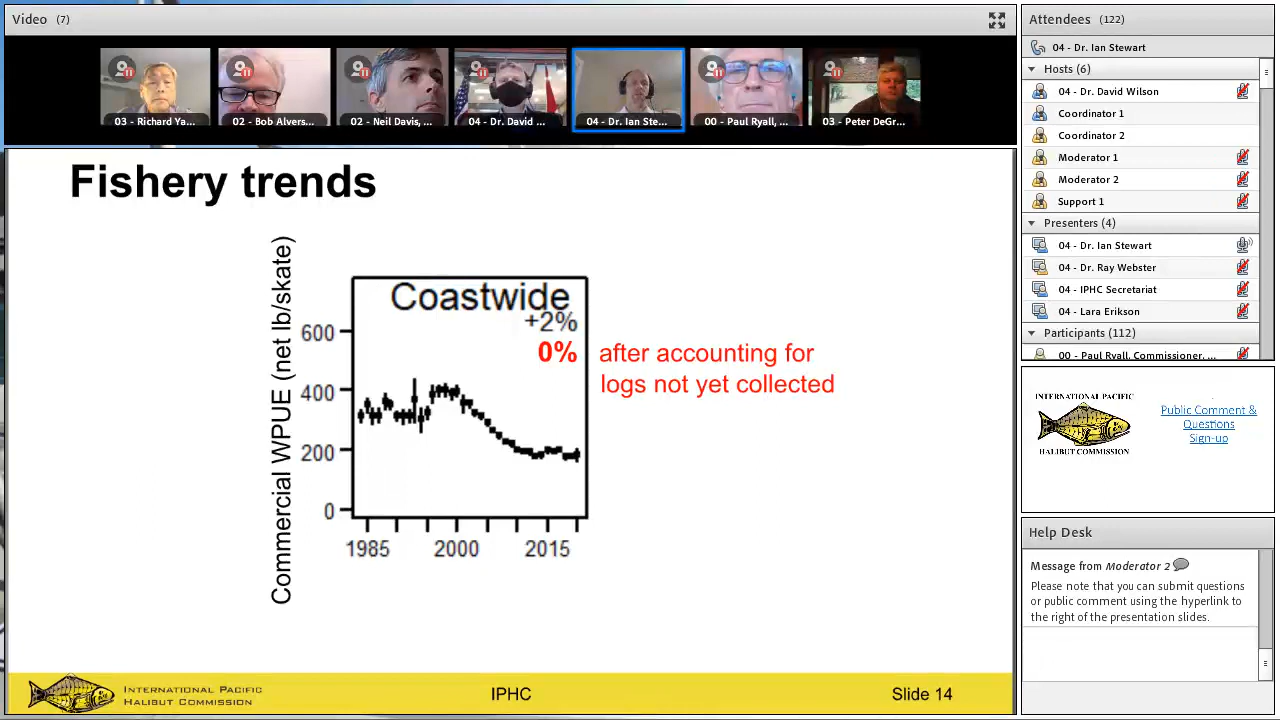 Video (7)
03 - Richard Ya...
02 - Bob Alvers...
02 - Neil Davis, ...
04 - Dr. David ...
04 - Dr. Ian Ste...
00 - Paul Ryall, ...
03 - Peter DeGr...
Fishery trends
Commercial WPUE (net lb/skate)
Coastwide
+2%
0% after accounting for
logs not yet collected
600
400
200
0
1985 2000 2015
INTERNATIONAL PACIFIC
HALIBUT COMMISSION
IPHC
Slide 14
Attendees (122)
04 - Dr. Ian Stewart
Hosts (6)
04 - Dr. David Wilson
Coordinator 1
Coordinator 2
Moderator 1
Moderator 2
Support 1
Presenters (4)
04 - Dr. Ian Stewart
04 - Dr. Ray Webster
04 - IPHC Secretariat
04 - Lara Erikson
Participants (112)
00 - Paul Ryall, Commissioner, ...
INTERNATIONAL PACIFIC
HALIBUT COMMISSION
Public Comment &
Questions
Sign-up
Help Desk
Message from Moderator 2
Please note that you can submit questions
or public comment using the hyperlink to
the right of the presentation slides.